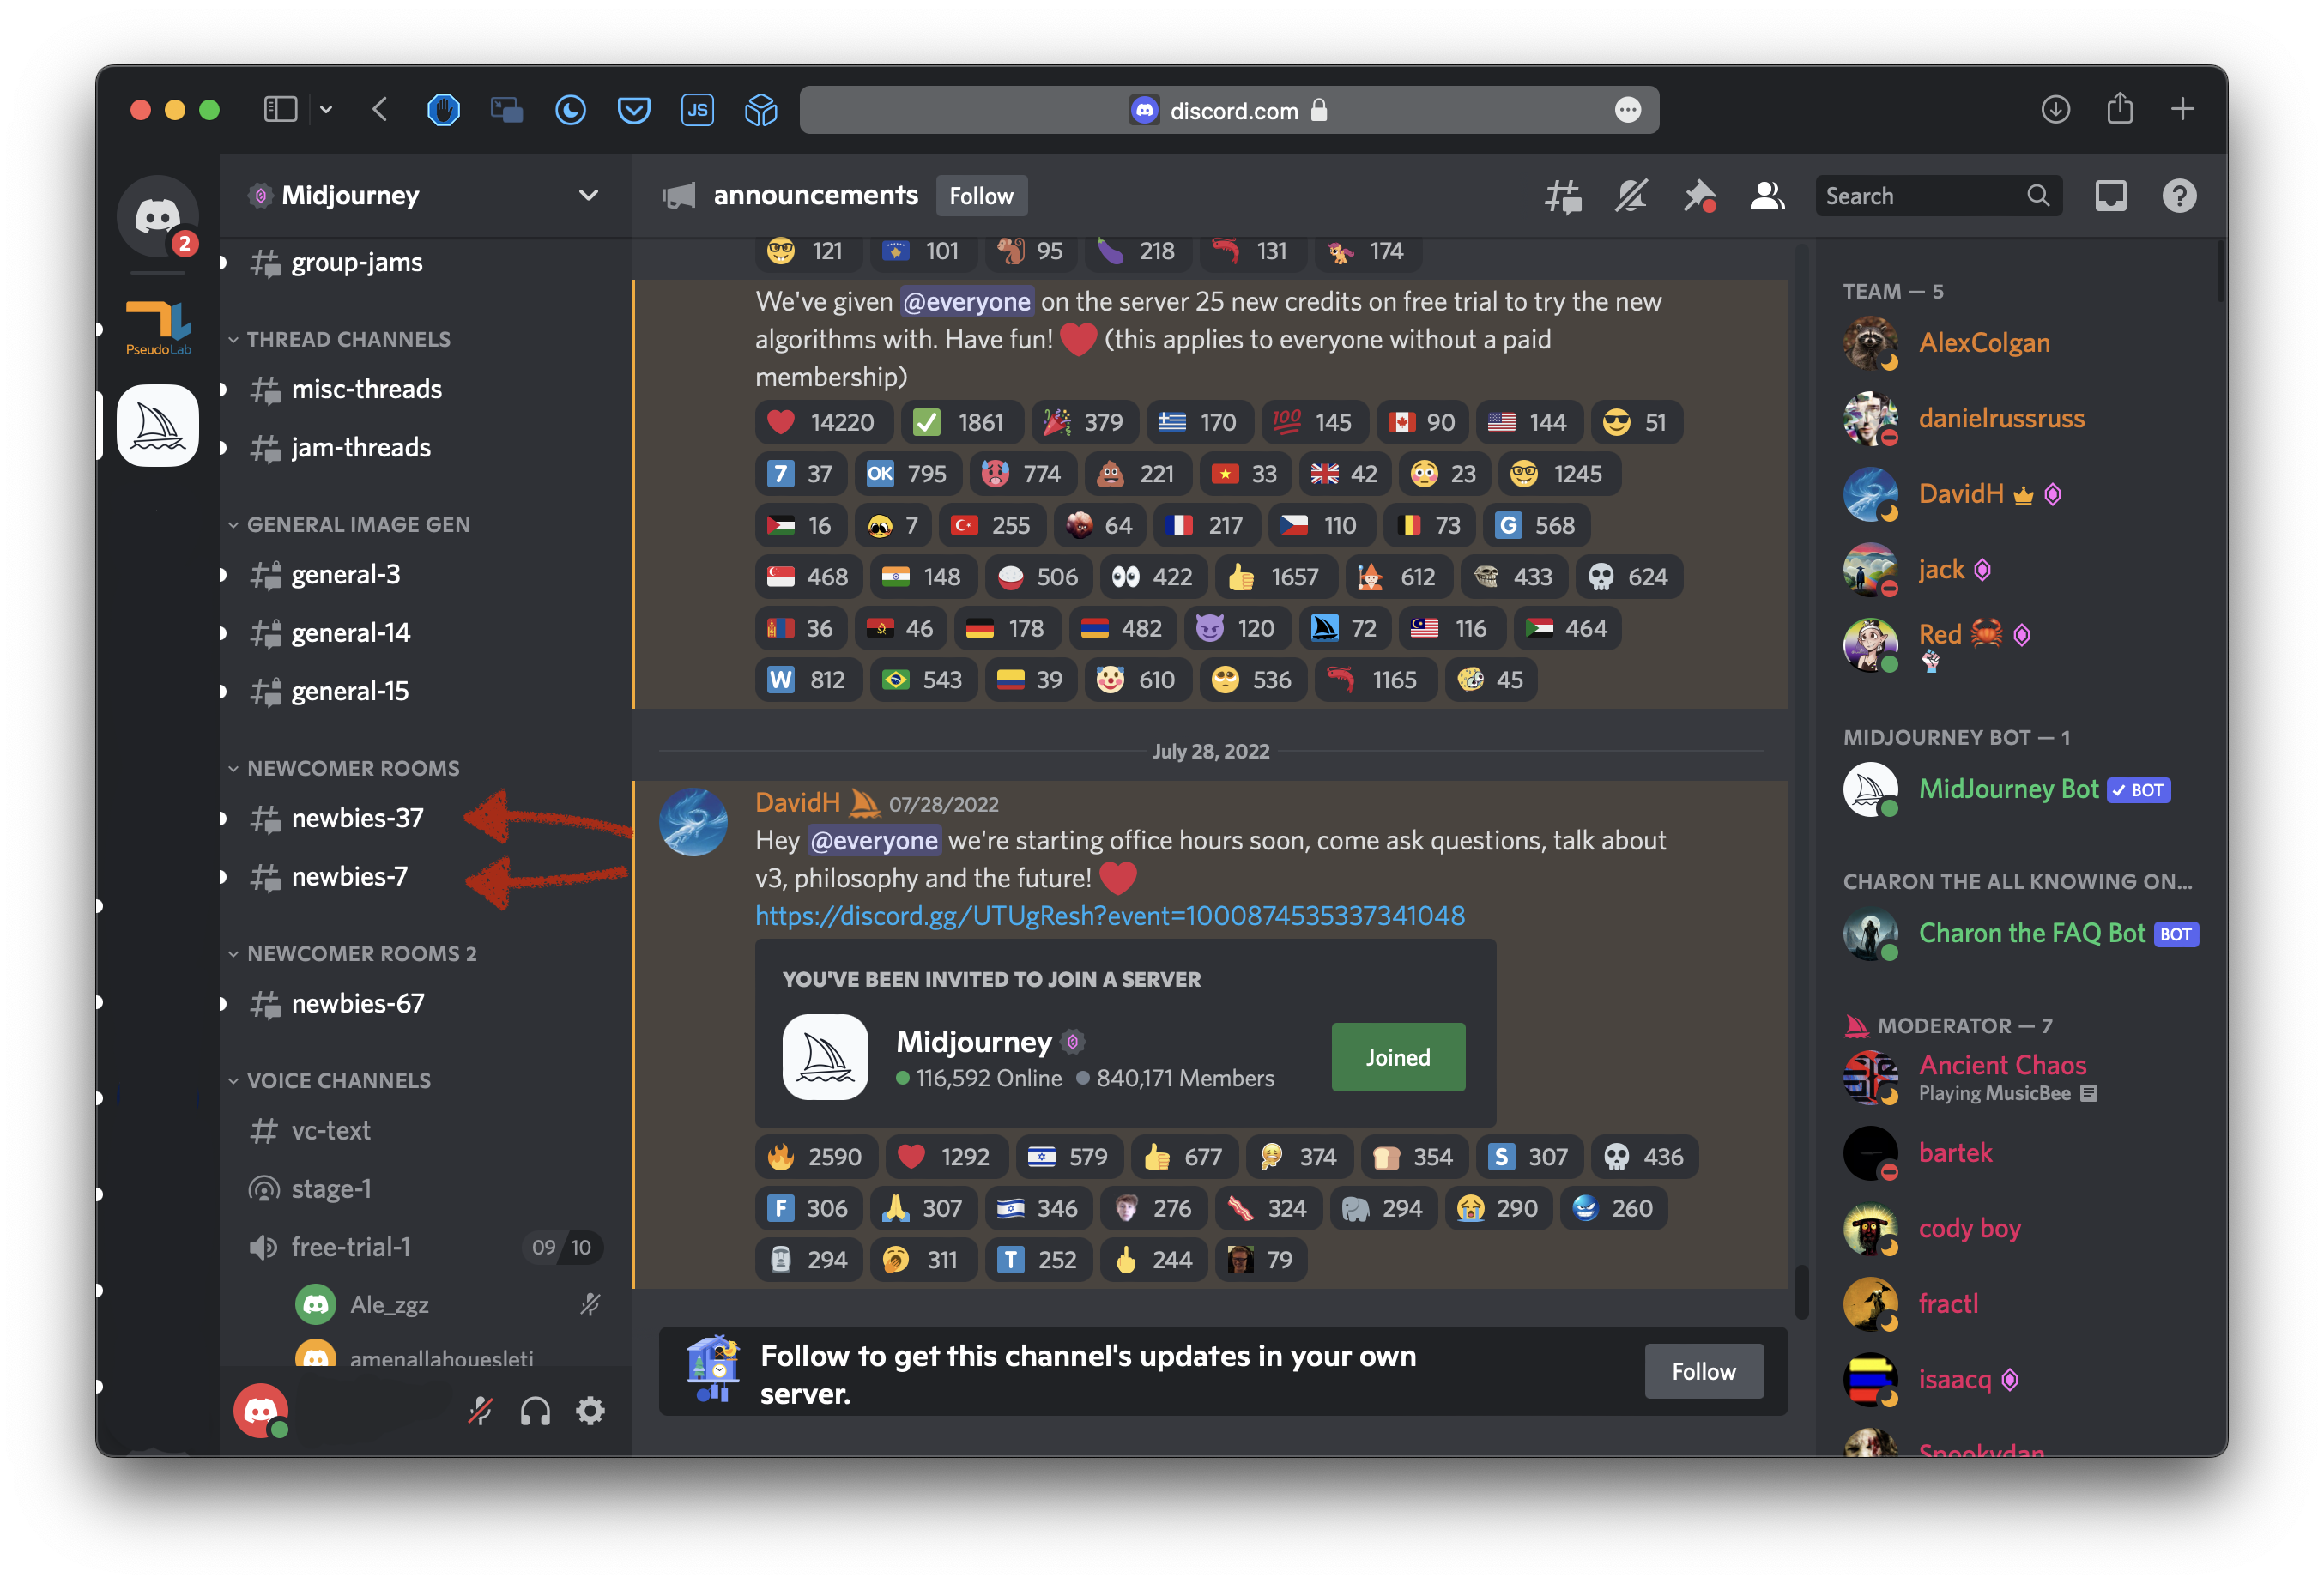 JS
discord.com
2
PseudoLab
Midjourney
group-jams
THREAD CHANNELS
misc-threads
jam-threads
GENERAL IMAGE GEN
general-3
general-14
general-15
NEWCOMER ROOMS
newbies-37
newbies-7
NEWCOMER ROOMS 2
newbies-67
VOICE CHANNELS
vc-text
stage-1
free-trial-1 09 10
Ale_zgz
amenallahouesleti
announcements Follow
Search
121 101 95 218 131 174
We've given @everyone on the server 25 new credits on free trial to try the new
algorithms with. Have fun! (this applies to everyone without a paid
membership)
14220 1861 379 170 100 145 90 144 51
7 37 OK 795 774 221 33 42 23 1245
16 7 255 64 217 110 73 G 568
468 148 506 422 1657 612 433 624
36 46 178 482 120 72 116 464
W 812 543 39 610 536 1165 45
July 28, 2022
DavidH 07/28/2022
Hey @everyone we're starting office hours soon, come ask questions, talk about
v3, philosophy and the future!
https://discord.gg/UTUgResh?event=1000874535337341048
YOU'VE BEEN INVITED TO JOIN A SERVER
Midjourney
116,592 Online 840,171 Members
Joined
2590 1292 579 677 374 354 S 307 436
F 306 307 346 276 324 294 290 260
294 311 T 252 244 79
Follow to get this channel's updates in your own
server.
Follow
TEAM — 5
AlexColgan
danielrussruss
DavidH
jack
Red
MIDJOURNEY BOT — 1
MidJourney Bot BOT
CHARON THE ALL KNOWING ON...
Charon the FAQ Bot BOT
MODERATOR — 7
Ancient Chaos
Playing MusicBee
bartek
cody boy
fractl
isaacq
Spookydan